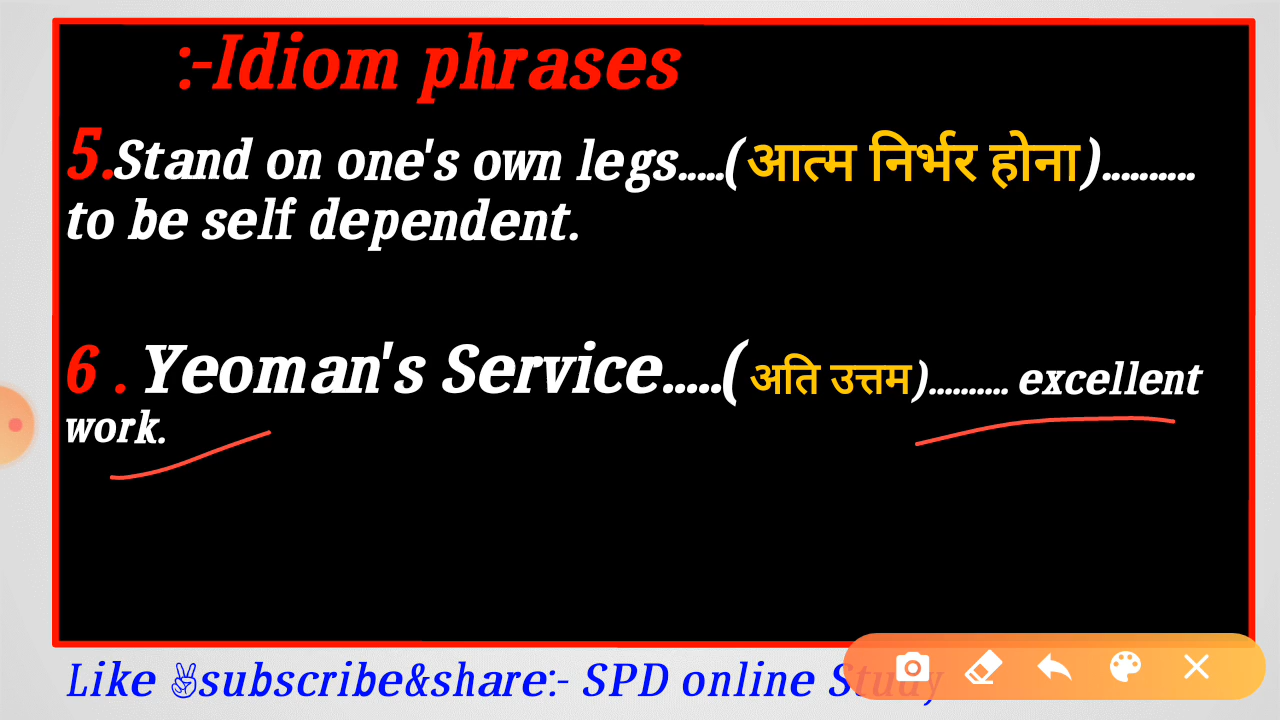 :-Idiom phrases
5.Stand on one's own legs.....(आत्म निर्भर होना)..........
to be self dependent.
6 . Yeoman's Service.....( अति उत्तम).......... excellent
work.
Like ✌subscribe&share:- SPD online Study